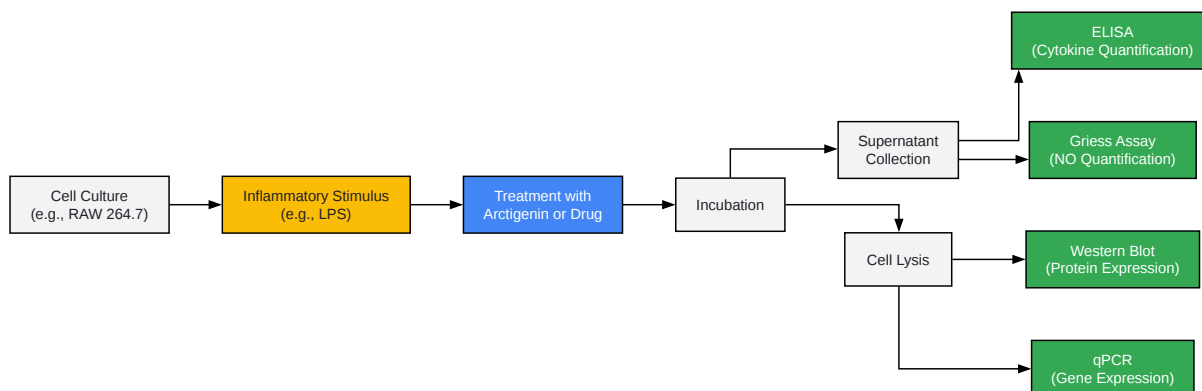 Cell Culture
(e.g., RAW 264.7)
Inflammatory Stimulus
(e.g., LPS)
Treatment with
Arctigenin or Drug
Incubation
Supernatant
Collection
Cell Lysis
ELISA
(Cytokine Quantification)
Griess Assay
(NO Quantification)
Western Blot
(Protein Expression)
qPCR
(Gene Expression)